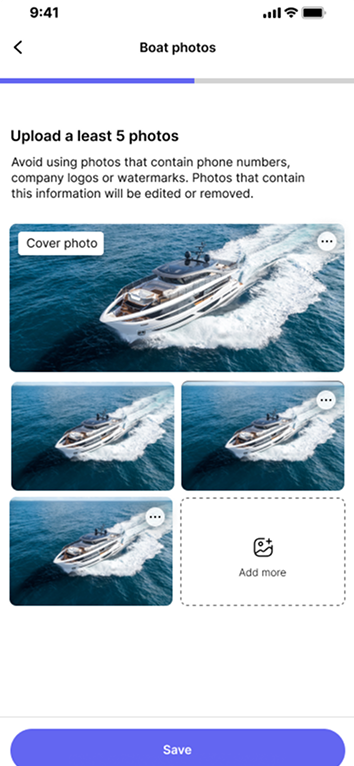 9:41
Boat photos
Upload a least 5 photos
Avoid using photos that contain phone numbers,
company logos or watermarks. Photos that contain
this information will be edited or removed.
Cover photo
Add more
Save